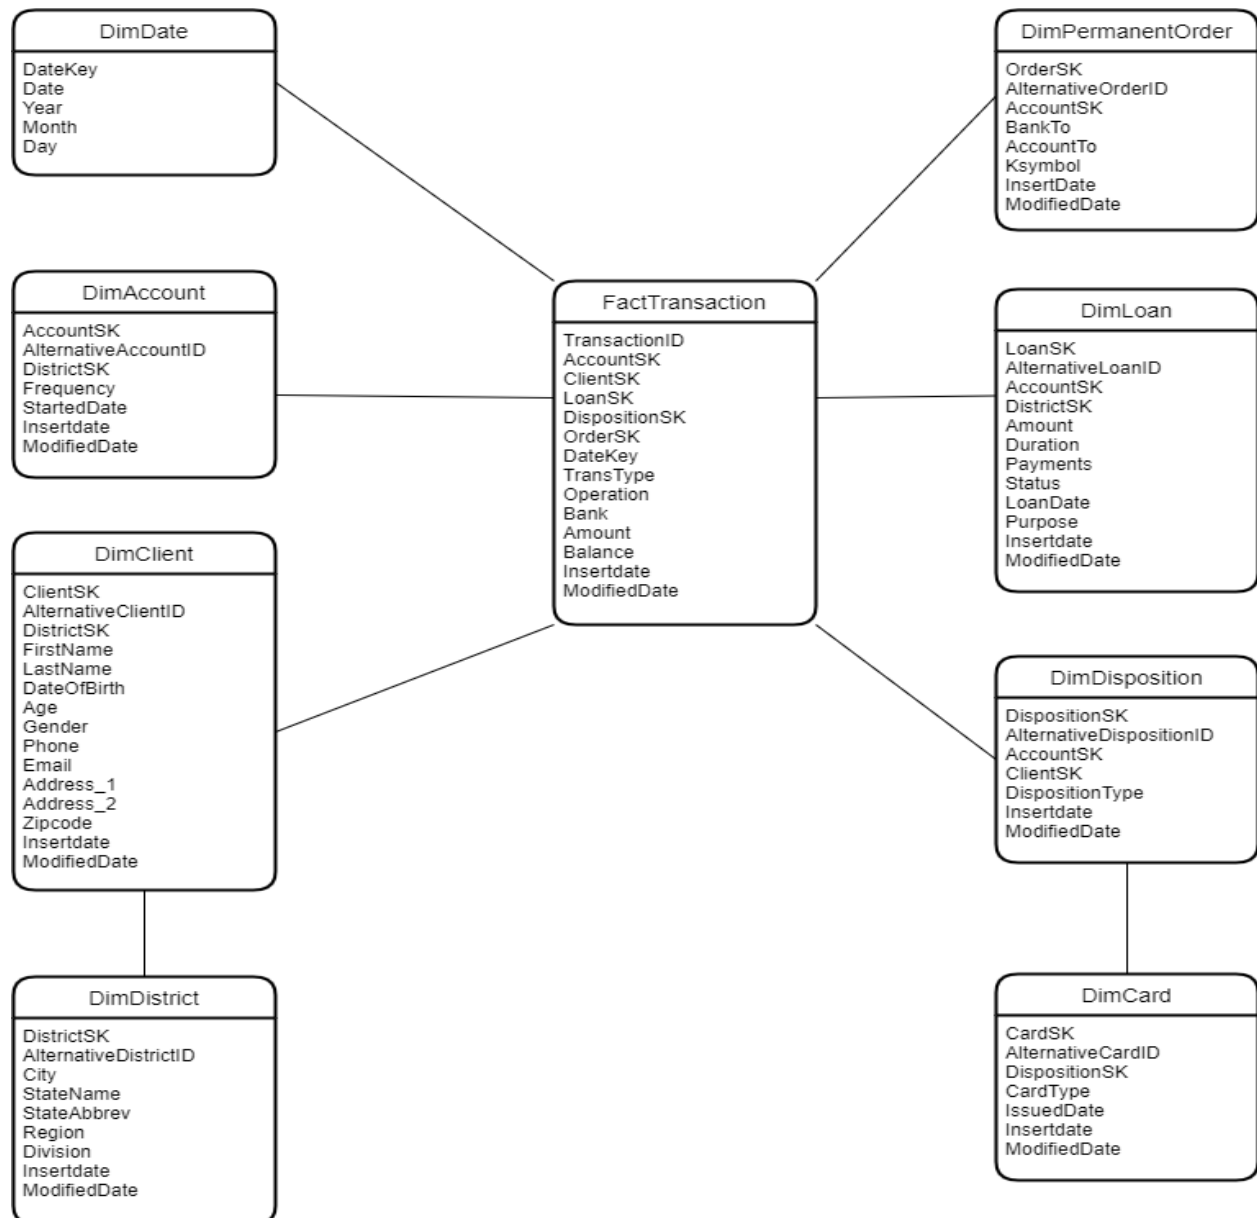 DimDate
DateKey
Date
Year
Month
Day
DimAccount
AccountSK
AlternativeAccountID
DistrictSK
Frequency
StartedDate
Insertdate
ModifiedDate
DimClient
ClientSK
AlternativeClientID
DistrictSK
FirstName
LastName
DateOfBirth
Age
Gender
Phone
Email
Address_1
Address_2
Zipcode
Insertdate
ModifiedDate
DimDistrict
DistrictSK
AlternativeDistrictID
City
StateName
StateAbbrev
Region
Division
Insertdate
ModifiedDate
FactTransaction
TransactionID
AccountSK
ClientSK
LoanSK
DispositionSK
OrderSK
DateKey
TransType
Operation
Bank
Amount
Balance
Insertdate
ModifiedDate
DimPermanentOrder
OrderSK
AlternativeOrderID
AccountSK
BankTo
AccountTo
Ksymbol
InsertDate
ModifiedDate
DimLoan
LoanSK
AlternativeLoanID
AccountSK
DistrictSK
Amount
Duration
Payments
Status
LoanDate
Purpose
Insertdate
ModifiedDate
DimDisposition
DispositionSK
AlternativeDispositionID
AccountSK
ClientSK
DispositionType
Insertdate
ModifiedDate
DimCard
CardSK
AlternativeCardID
DispositionSK
CardType
IssuedDate
Insertdate
ModifiedDate